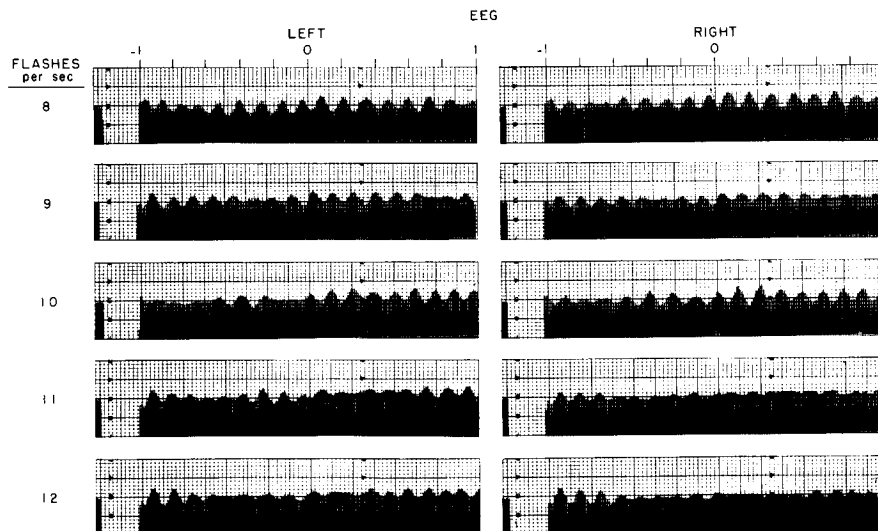 EEG
LEFT RIGHT
-1 0 1 -1 0
FLASHES
per sec
8
9
10
11
12